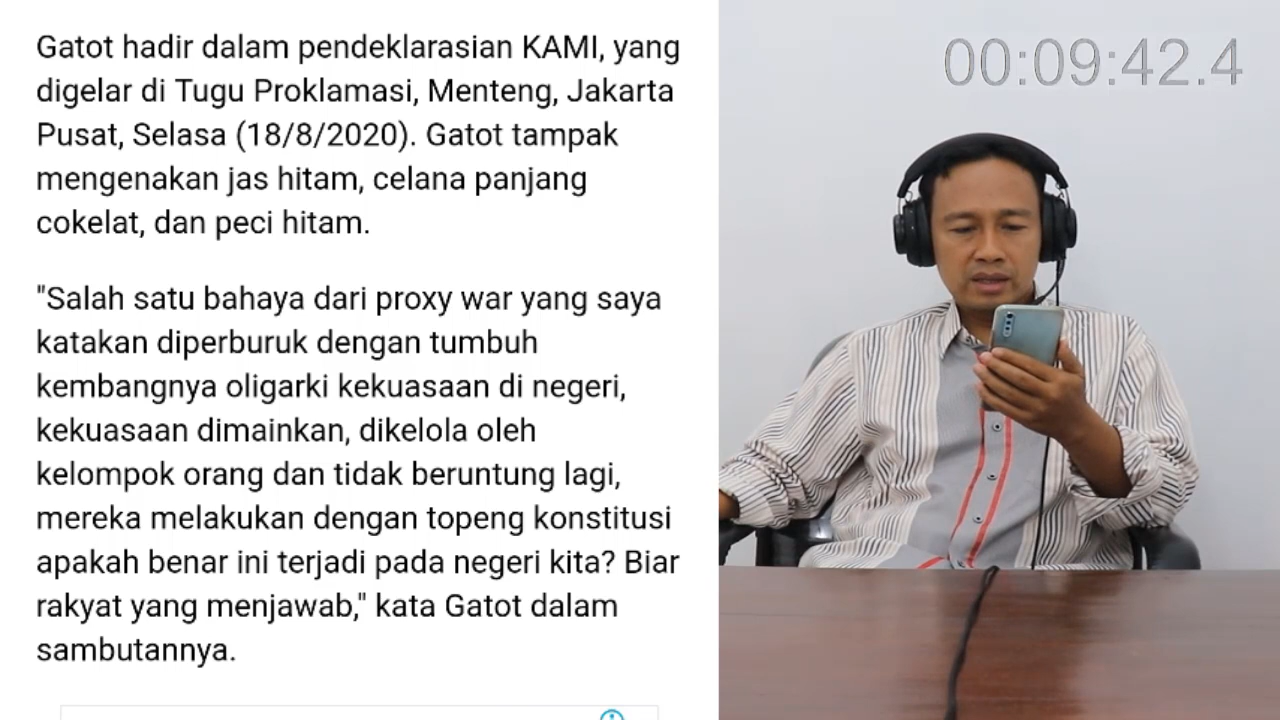 Gatot hadir dalam pendeklarasian KAMI, yang
digelar di Tugu Proklamasi, Menteng, Jakarta
Pusat, Selasa (18/8/2020). Gatot tampak
mengenakan jas hitam, celana panjang
cokelat, dan peci hitam.
"Salah satu bahaya dari proxy war yang saya
katakan diperburuk dengan tumbuh
kembangnya oligarki kekuasaan di negeri,
kekuasaan dimainkan, dikelola oleh
kelompok orang dan tidak beruntung lagi,
mereka melakukan dengan topeng konstitusi
apakah benar ini terjadi pada negeri kita? Biar
rakyat yang menjawab," kata Gatot dalam
sambutannya.
00:09:42.4